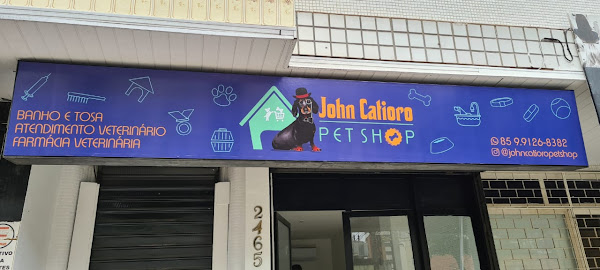 BANHO E TOSA
ATENDIMENTO VETERINÁRIO
FARMÁCIA VETERINÁRIA
John Catioro
PET SHOP
85 9.9126-8382
@johncatioropetshop
2465